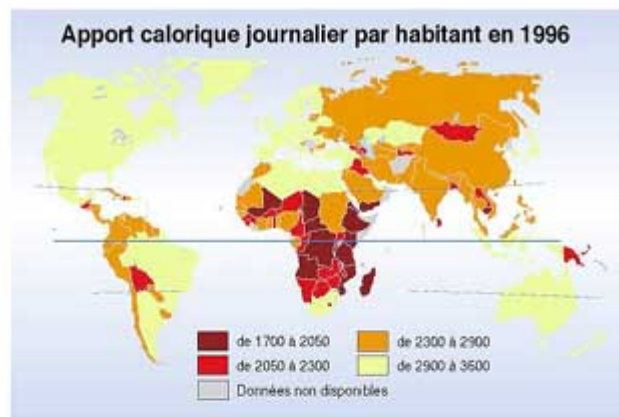 Apport calorique journalier par habitant en 1996
de 1700 à 2050
de 2300 à 2900
de 2050 à 2300
de 2900 à 3600
Données non disponibles